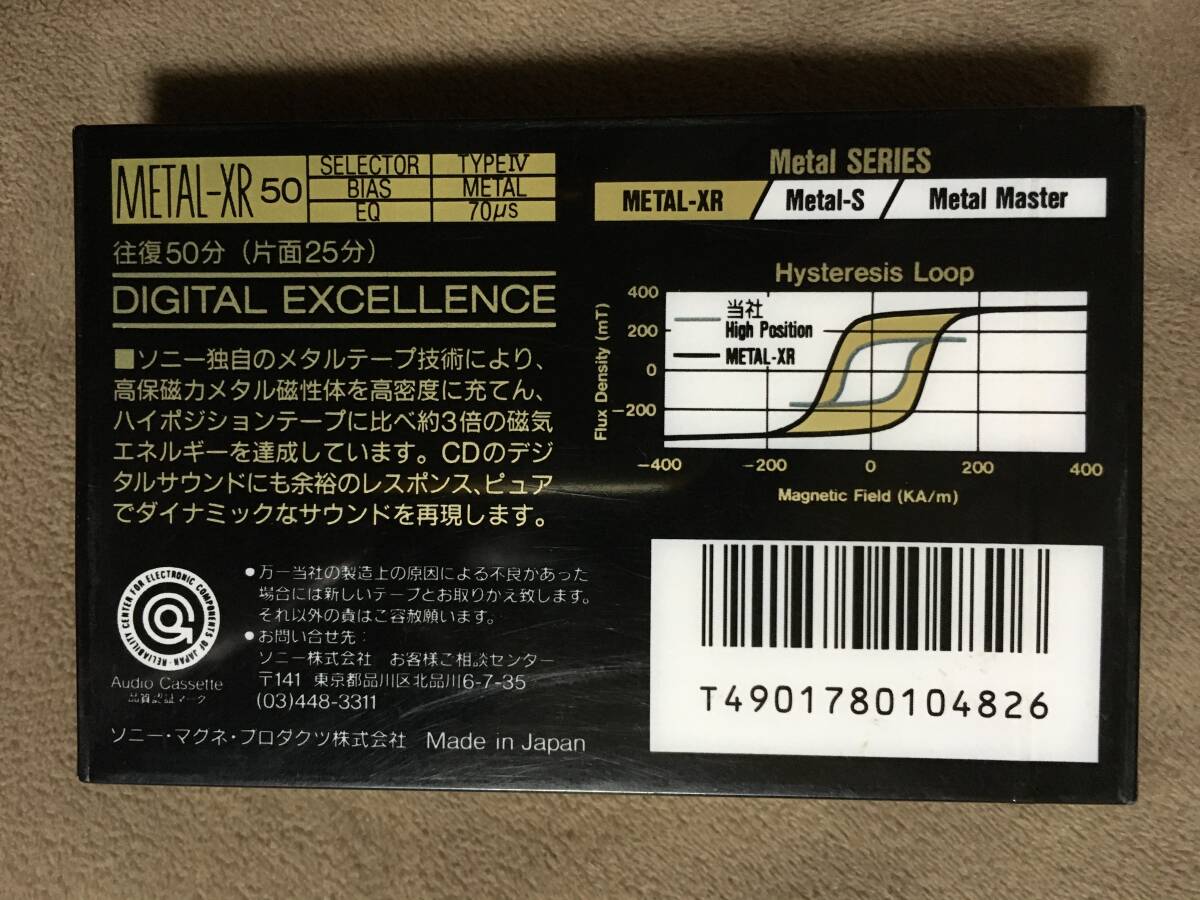 METAL-XR 50
SELECTOR TYPEⅣ
BIAS METAL
EQ 70μs
往復50分（片面25分）
DIGITAL EXCELLENCE
■ソニー独自のメタルテープ技術により、
高保磁力メタル磁性体を高密度に充てん、
ハイポジションテープに比べ約3倍の磁気
エネルギーを達成しています。CDのデジ
タルサウンドにも余裕のレスポンス、ピュア
でダイナミックなサウンドを再現します。
RELIABILITY CENTER FOR ELECTRONIC COMPONENTS OF JAPAN
Audio Cassette
品質認証マーク
●万一当社の製造上の原因による不良があった
場合には新しいテープとお取りかえ致します。
それ以外の責はご容赦願います。
●お問い合せ先：
ソニー株式会社 お客様ご相談センター
〒141 東京都品川区北品川6-7-35
(03)448-3311
ソニー・マグネ・プロダクツ株式会社 Made in Japan
Metal SERIES
METAL-XR Metal-S Metal Master
Hysteresis Loop
Flux Density (mT)
400
200
0
-200
当社
High Position
METAL-XR
-400 -200 0 200 400
Magnetic Field (KA/m)
T4901780104826